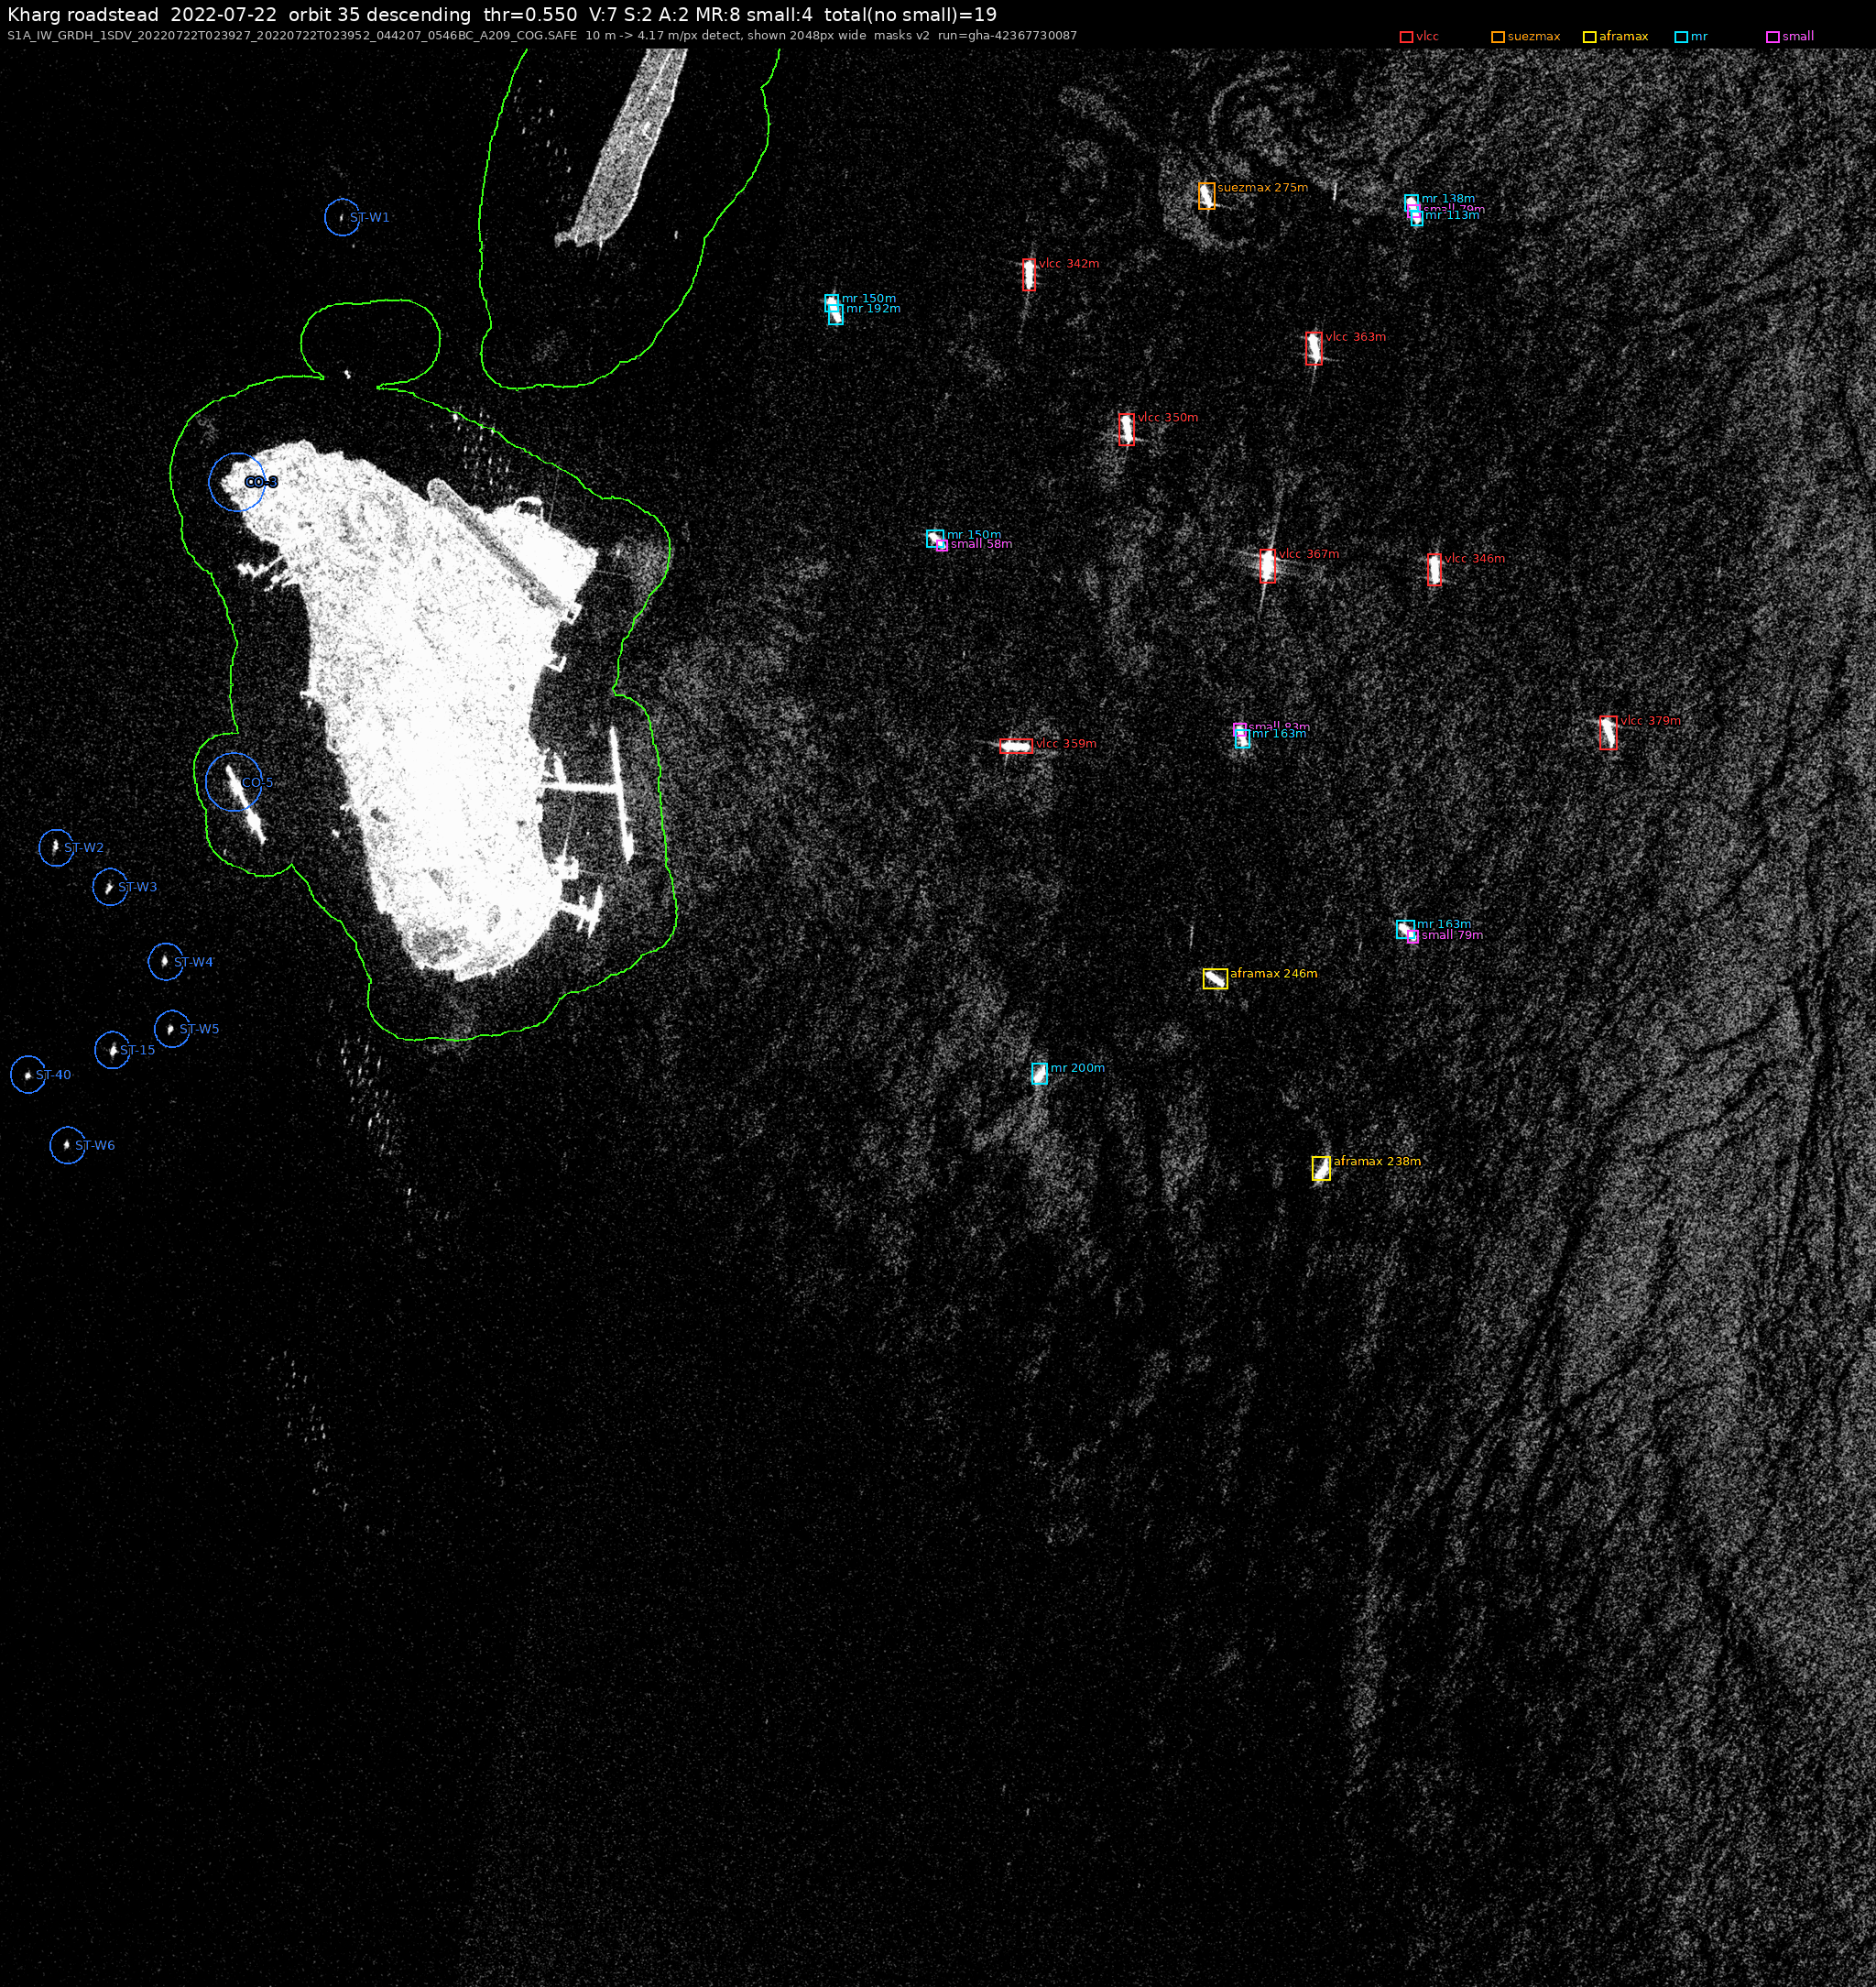 Kharg roadstead  2022-07-22  orbit 35 descending  thr=0.550  V:7 S:2 A:2 MR:8 small:4  total(no small)=19
S1A_IW_GRDH_1SDV_20220722T023927_20220722T023952_044207_0546BC_A209_COG.SAFE  10 m -> 4.17 m/px detect, shown 2048px wide  masks v2  run=gha-42367730087
vlcc
suezmax
aframax
mr
small
suezmax 275m
mr 138m
small 79m
mr 113m
ST-W1
vlcc 342m
mr 150m
mr 192m
vlcc 363m
vlcc 350m
CO-3
mr 150m
small 58m
vlcc 367m
vlcc 346m
vlcc 379m
small 83m
mr 163m
vlcc 359m
CO-5
ST-W2
ST-W3
mr 163m
small 79m
ST-W4
aframax 246m
ST-W5
ST-15
mr 200m
ST-40
ST-W6
aframax 238m